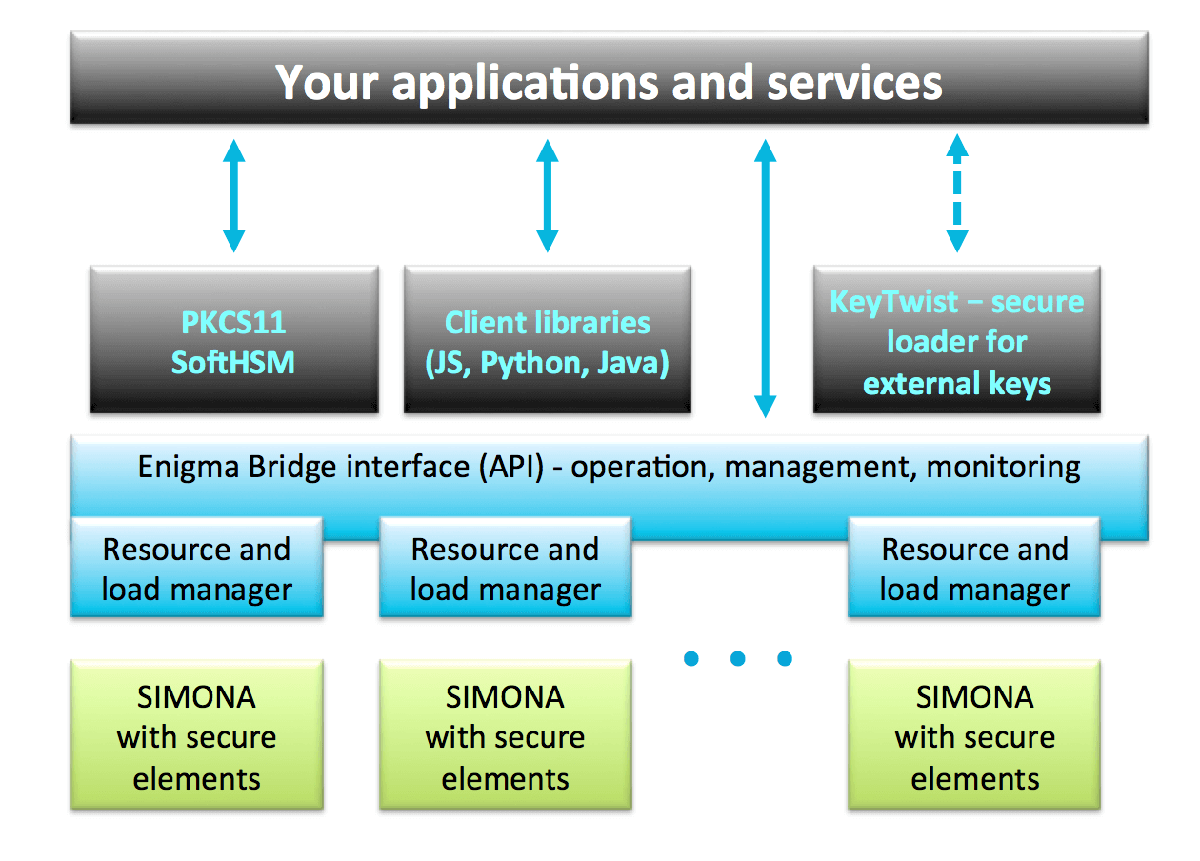 Your applications and services
PKCS11
SoftHSM
Client libraries
(JS, Python, Java)
KeyTwist – secure
loader for
external keys
Enigma Bridge interface (API) - operation, management, monitoring
Resource and
load manager
Resource and
load manager
Resource and
load manager
SIMONA
with secure
elements
SIMONA
with secure
elements
SIMONA
with secure
elements